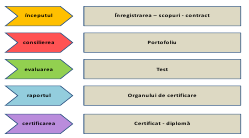 începutul
Înregistrarea – scopuri - contract
consilierea
Portofoliu
evaluarea
Test
raportul
Organului de certificare
certificarea
Certificat - diplomă